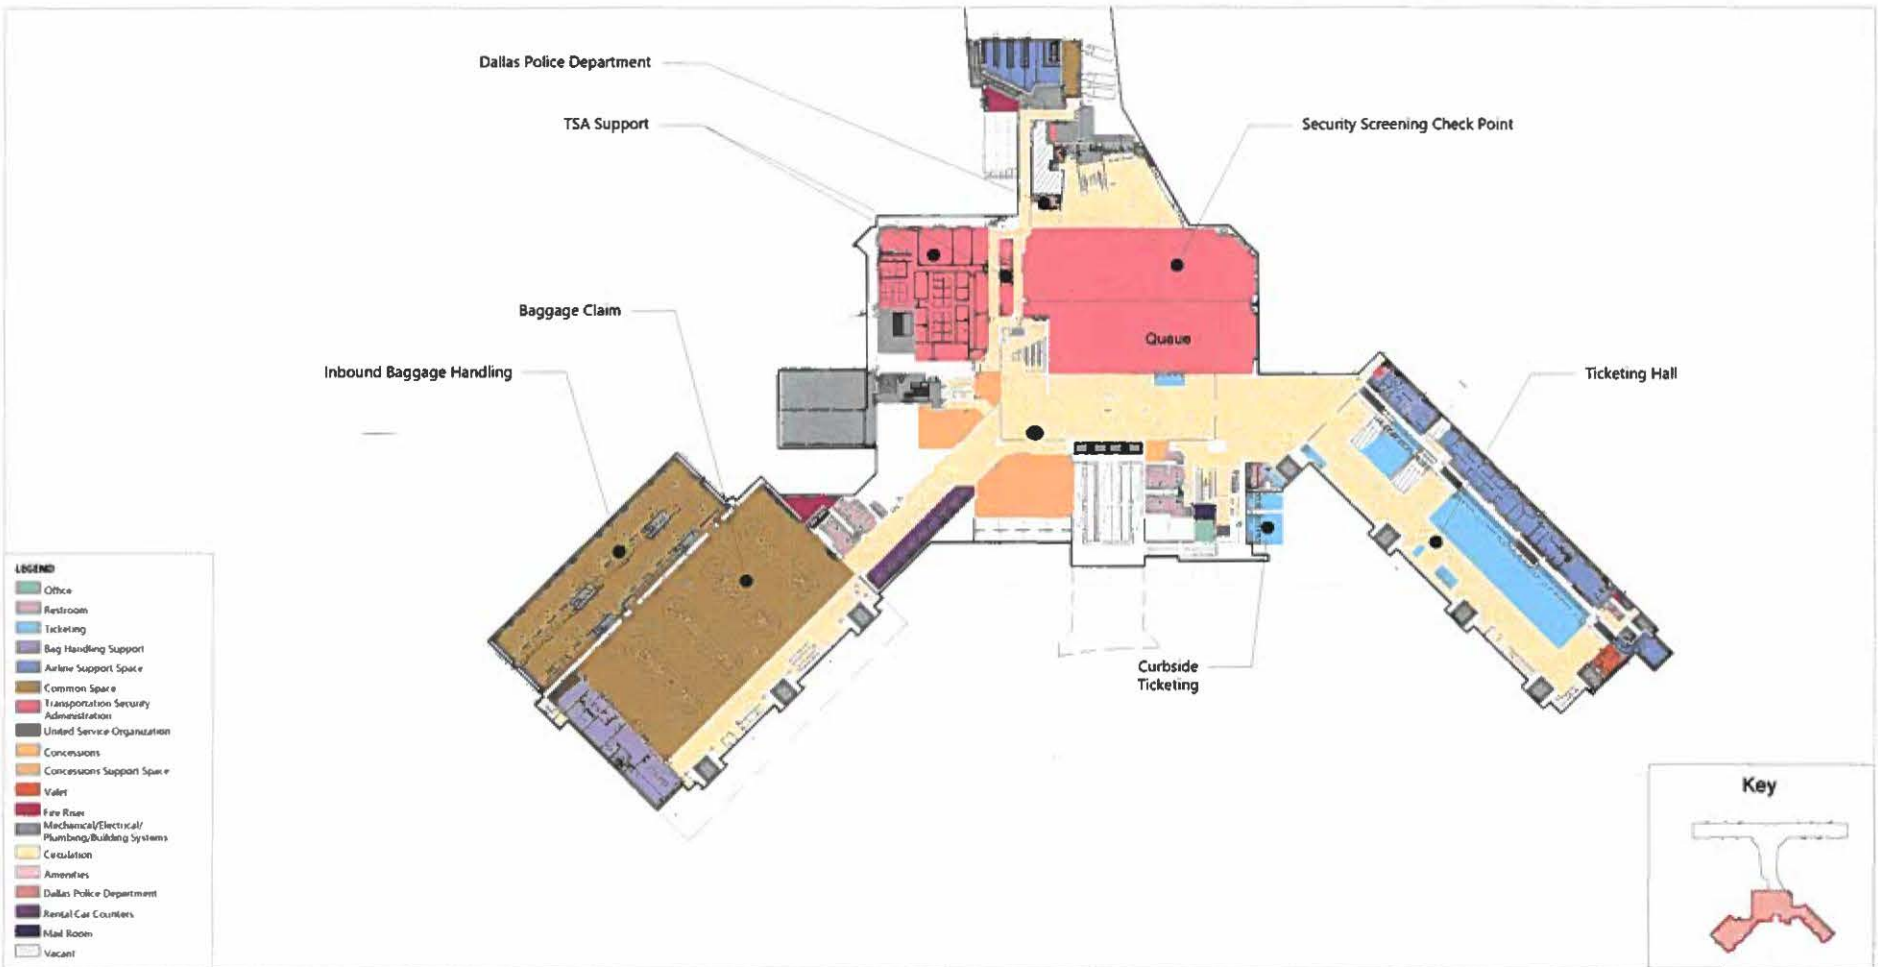 Dallas Police Department
TSA Support
Security Screening Check Point
Baggage Claim
Queue
Inbound Baggage Handling
Ticketing Hall
Curbside
Ticketing
LEGEND
Office
Restroom
Ticketing
Bag Handling Support
Airline Support Space
Common Space
Transportation Security
Administration
United Service Organization
Concessions
Concessions Support Space
Valet
Fire Riser
Mechanical/Electrical/
Plumbing/Building Systems
Circulation
Amenities
Dallas Police Department
Rental Car Counters
Mail Room
Vacant
Key